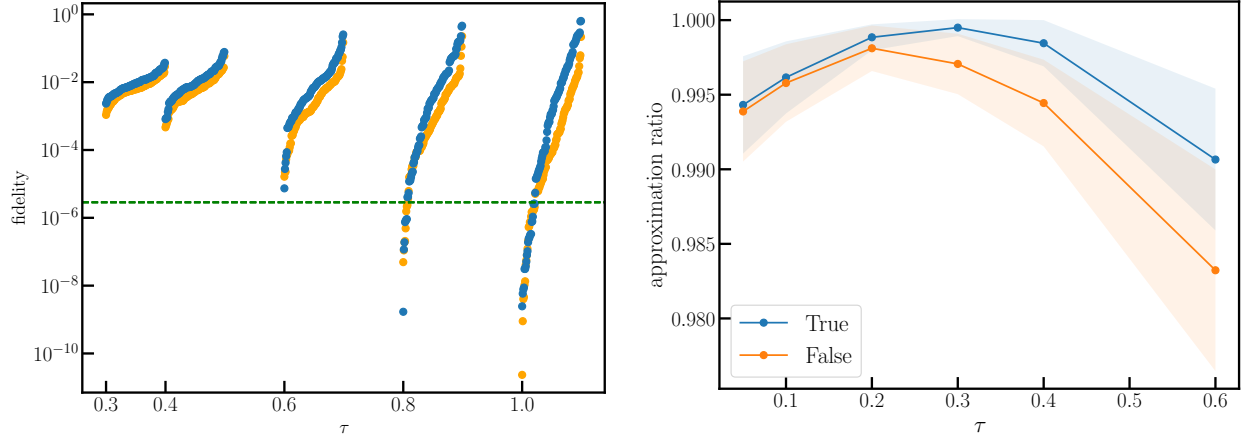 10^0
10^−2
10^−4
10^−6
10^−8
10^−10
fidelity
0.3 0.4 0.6 0.8 1.0
τ
1.000
0.995
0.990
0.985
0.980
approximation ratio
True
False
0.1 0.2 0.3 0.4 0.5 0.6
τ